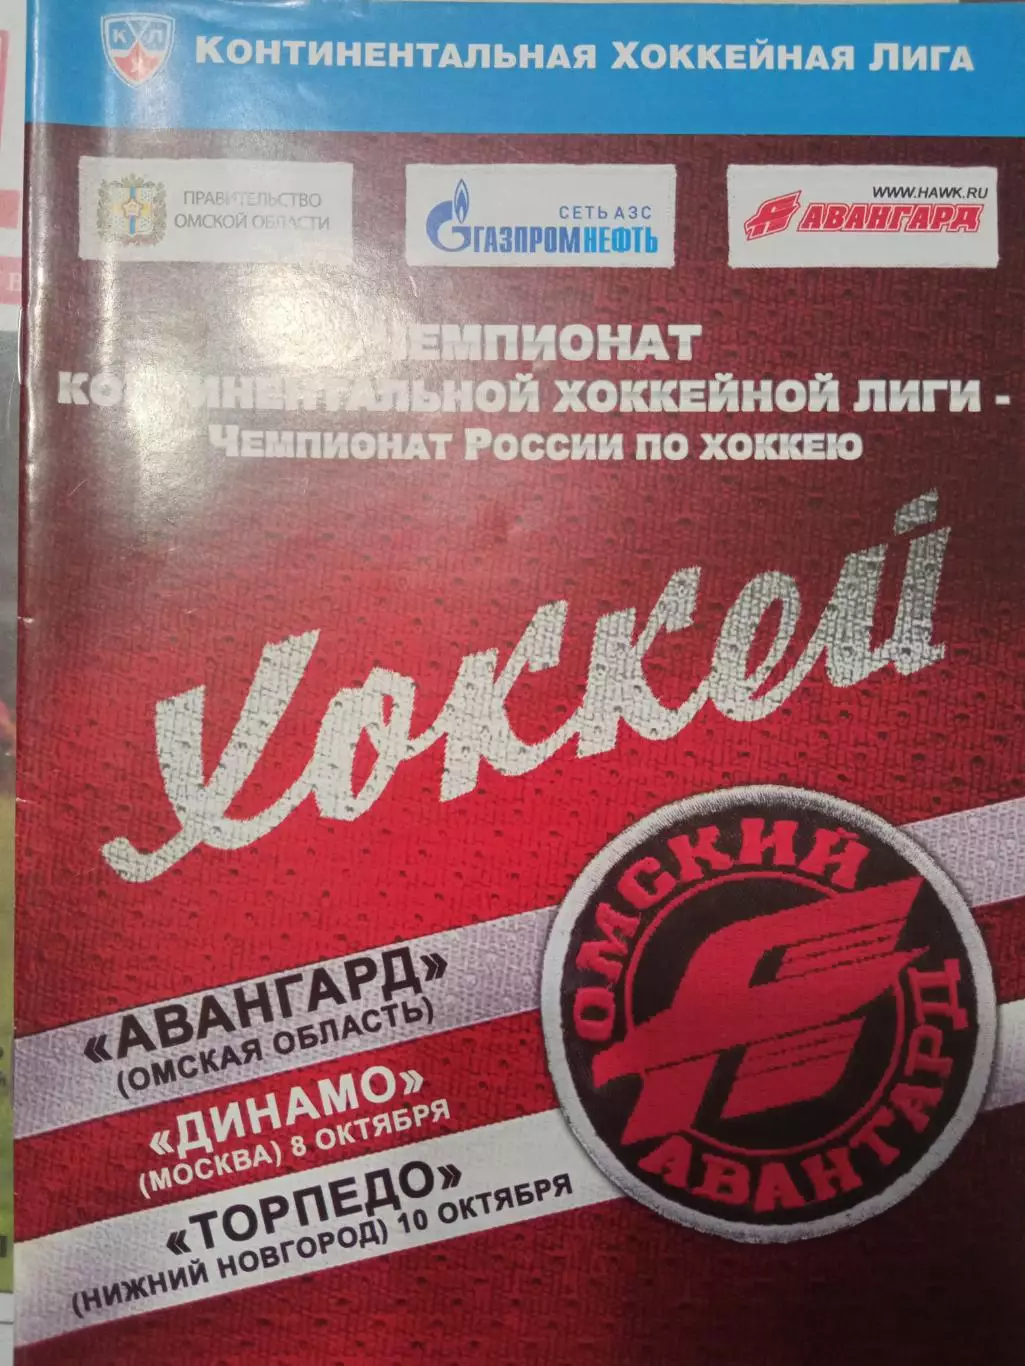 КХЛ
КОНТИНЕНТАЛЬНАЯ ХОККЕЙНАЯ ЛИГА
ПРАВИТЕЛЬСТВО
ОМСКОЙ ОБЛАСТИ
СЕТЬ АЗС
ГАЗПРОМНЕФТЬ
WWW.HAWK.RU
АВАНГАРД
ЧЕМПИОНАТ
КОНТИНЕНТАЛЬНОЙ ХОККЕЙНОЙ ЛИГИ -
ЧЕМПИОНАТ РОССИИ ПО ХОККЕЮ
Хоккей
«АВАНГАРД»
(ОМСКАЯ ОБЛАСТЬ)
«ДИНАМО»
(МОСКВА) 8 ОКТЯБРЯ
«ТОРПЕДО»
(НИЖНИЙ НОВГОРОД) 10 ОКТЯБРЯ
ОМСКИЙ
АВАНГАРД